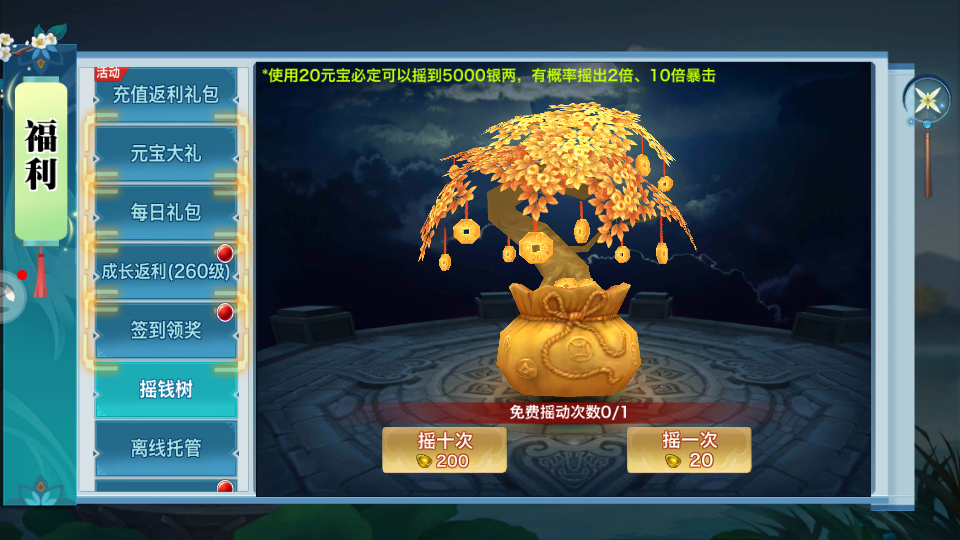 福利
活动
充值返利礼包
元宝大礼
每日礼包
成长返利(260级)
签到领奖
摇钱树
离线托管
*使用20元宝必定可以摇到5000银两，有概率摇出2倍、10倍暴击
免费摇动次数0/1
摇十次
200
摇一次
20